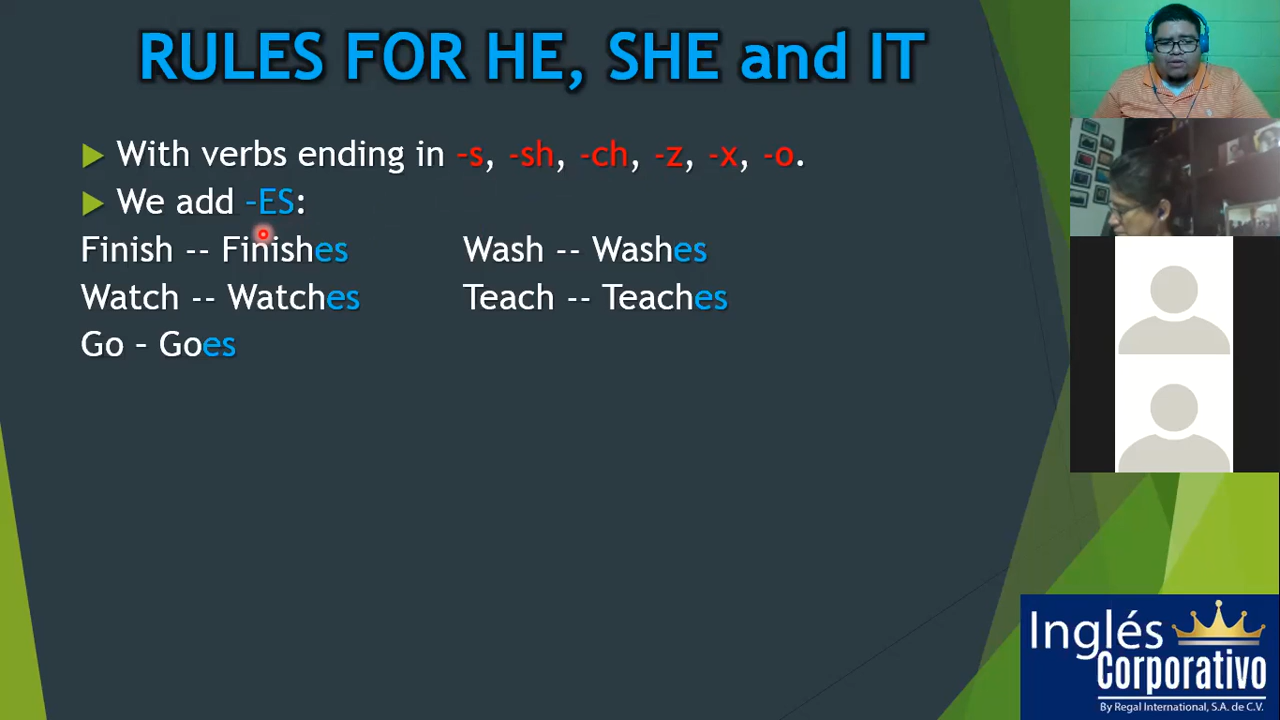 RULES FOR HE, SHE and IT
With verbs ending in -s, -sh, -ch, -z, -x, -o.
We add -ES:
Finish -- Finishes Wash -- Washes
Watch -- Watches Teach -- Teaches
Go – Goes
Inglés
Corporativo
By Regal International, S.A. de C.V.